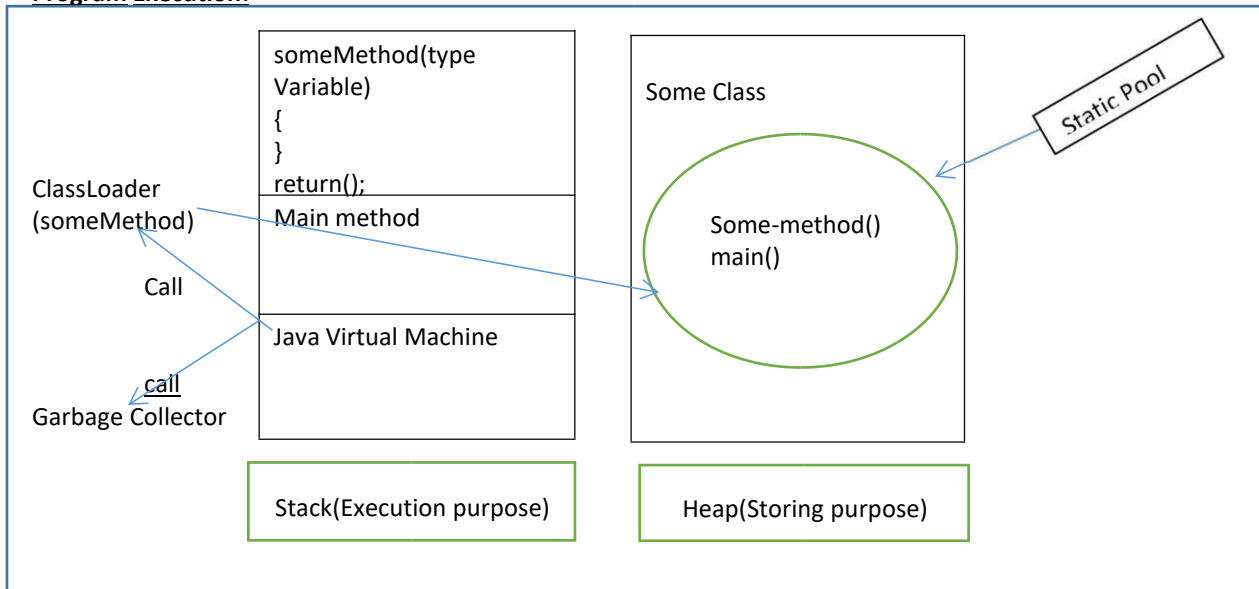 Program Execution:
someMethod(type
Variable)
{
}
return();
Main method
Java Virtual Machine
ClassLoader
(someMethod)
Call
call
Garbage Collector
Some Class
Some-method()
main()
Static Pool
Stack(Execution purpose)
Heap(Storing purpose)